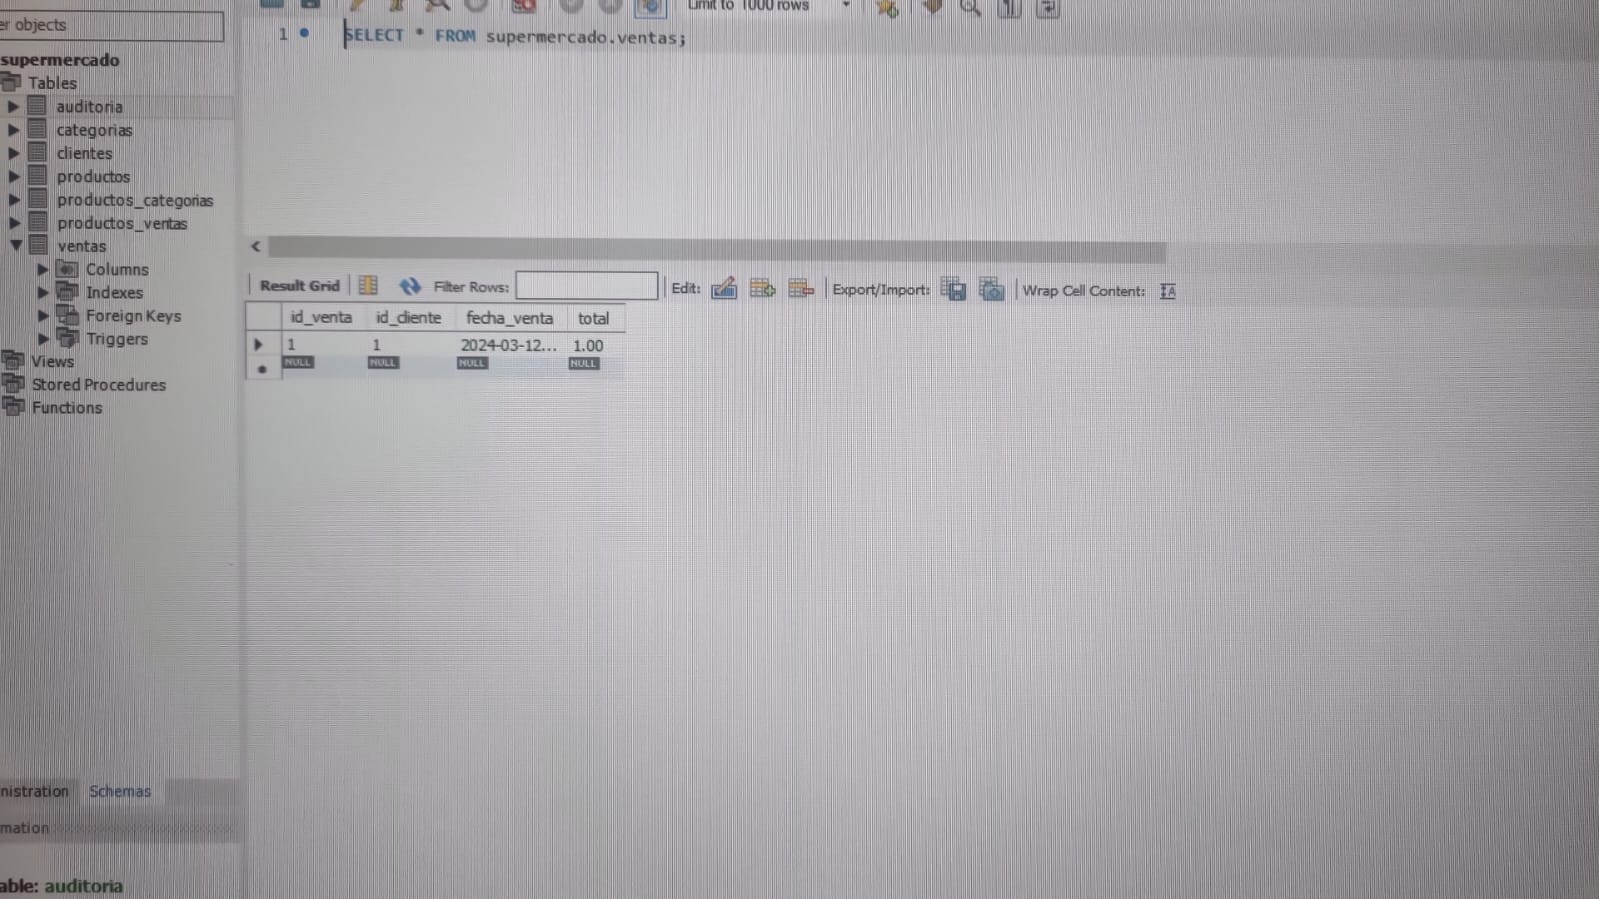 er objects
supermercado
Tables
auditoria
categorias
clientes
productos
productos_categorias
productos_ventas
ventas
Columns
Indexes
Foreign Keys
Triggers
Views
Stored Procedures
Functions
nistration Schemas
mation
able: auditoria
Limit to 1000 rows
1 SELECT * FROM supermercado.ventas;
Result Grid Filter Rows: Edit: Export/Import: Wrap Cell Content:
id_venta id_cliente fecha_venta total
1 1 2024-03-12... 1.00
NULL NULL NULL NULL